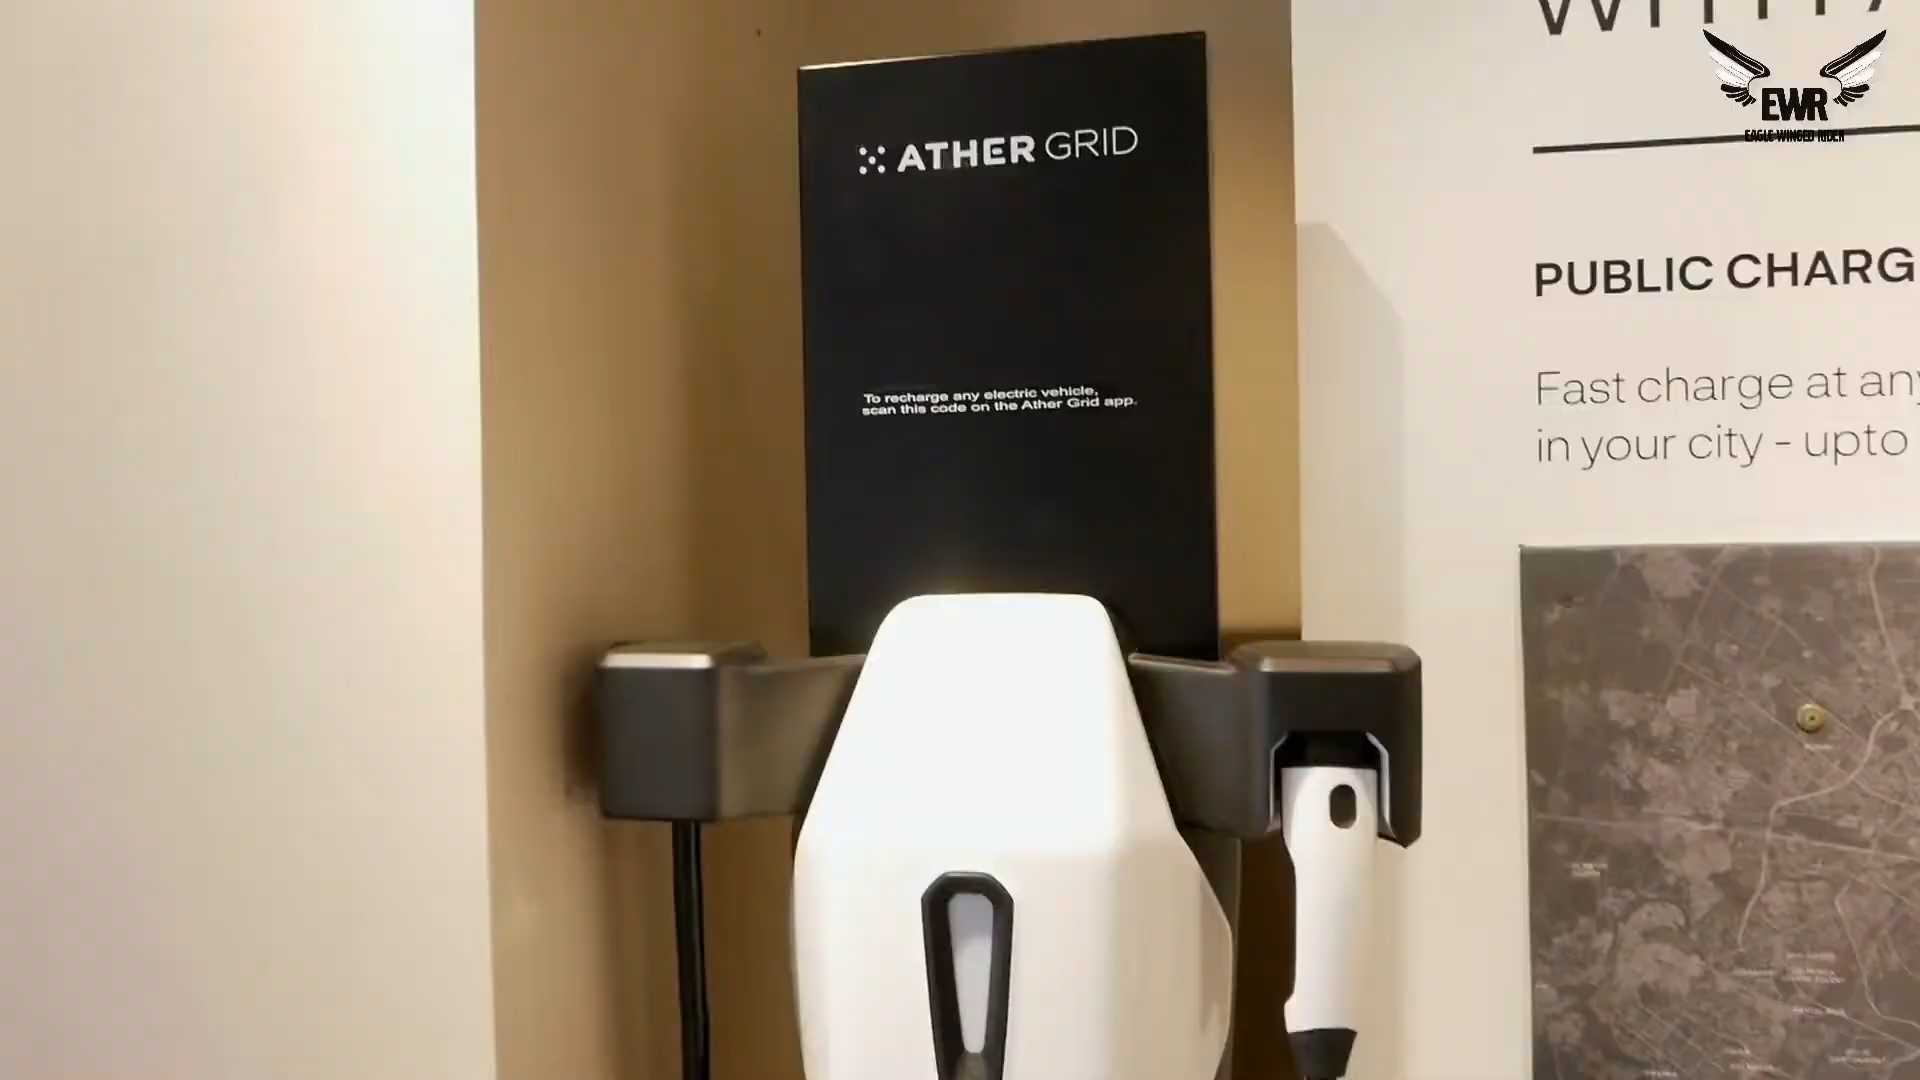 ATHER GRID
To recharge any electric vehicle,
scan this code on the Ather Grid app.
EWR
EAGLE WINGED RIDER
PUBLIC CHARG
Fast charge at any
in your city - upto